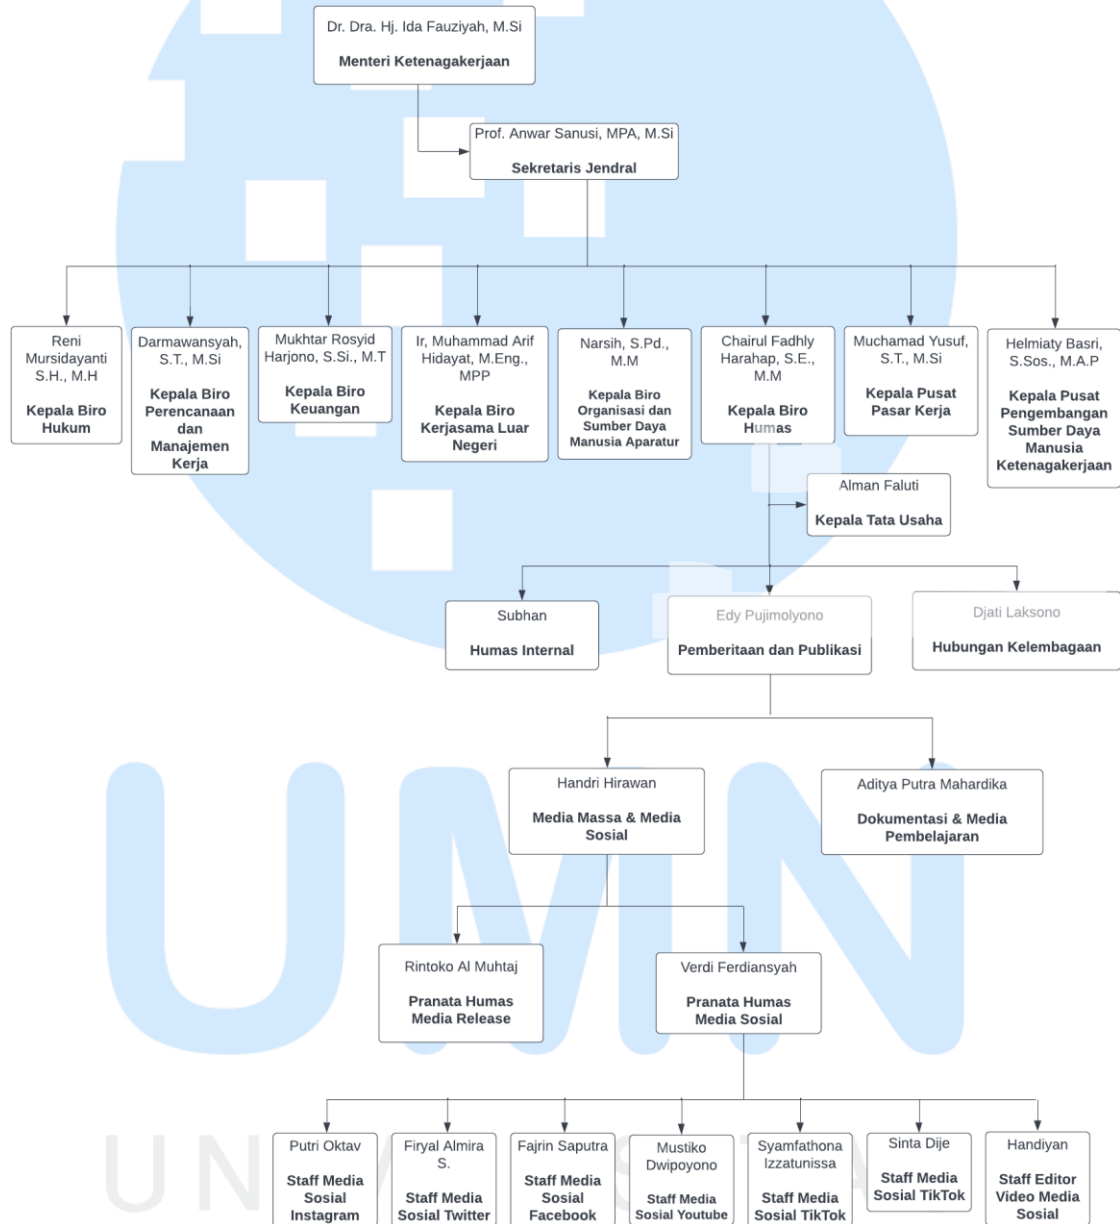 Dr. Dra. Hj. Ida Fauziyah, M.Si
Menteri Ketenagakerjaan
Prof. Anwar Sanusi, MPA, M.Si
Sekretaris Jendral
Reni
Mursidayanti
S.H., M.H
Kepala Biro
Hukum
Darmawansyah,
S.T., M.Si
Kepala Biro
Perencanaan
dan
Manajemen
Kerja
Mukhtar Rosyid
Harjono, S.Si., M.T
Kepala Biro
Keuangan
Ir, Muhammad Arif
Hidayat, M.Eng.,
MPP
Kepala Biro
Kerjasama Luar
Negeri
Narsih, S.Pd.,
M.M
Kepala Biro
Organisasi dan
Sumber Daya
Manusia Aparatur
Chairul Fadhly
Harahap, S.E.,
M.M
Kepala Biro
Humas
Muchamad Yusuf,
S.T., M.Si
Kepala Pusat
Pasar Kerja
Helmiaty Basri,
S.Sos., M.A.P
Kepala Pusat
Pengembangan
Sumber Daya
Manusia
Ketenagakerjaan
Alman Faluti
Kepala Tata Usaha
Subhan
Humas Internal
Edy Pujimolyono
Pemberitaan dan Publikasi
Djati Laksono
Hubungan Kelembagaan
Handri Hirawan
Media Massa & Media
Sosial
Aditya Putra Mahardika
Dokumentasi & Media
Pembelajaran
UMN
Rintoko Al Muhtaj
Pranata Humas
Media Release
Verdi Ferdiansyah
Pranata Humas
Media Sosial
Putri Oktav
Staff Media
Sosial
Instagram
Firyal Almira
S.
Staff Media
Sosial Twitter
Fajrin Saputra
Staff Media
Sosial
Facebook
Mustiko
Dwipoyono
Staff Media
Sosial Youtube
Syamfathona
Izzatunissa
Staff Media
Sosial TikTok
Sinta Dije
Staff Media
Sosial TikTok
Handiyan
Staff Editor
Video Media
Sosial